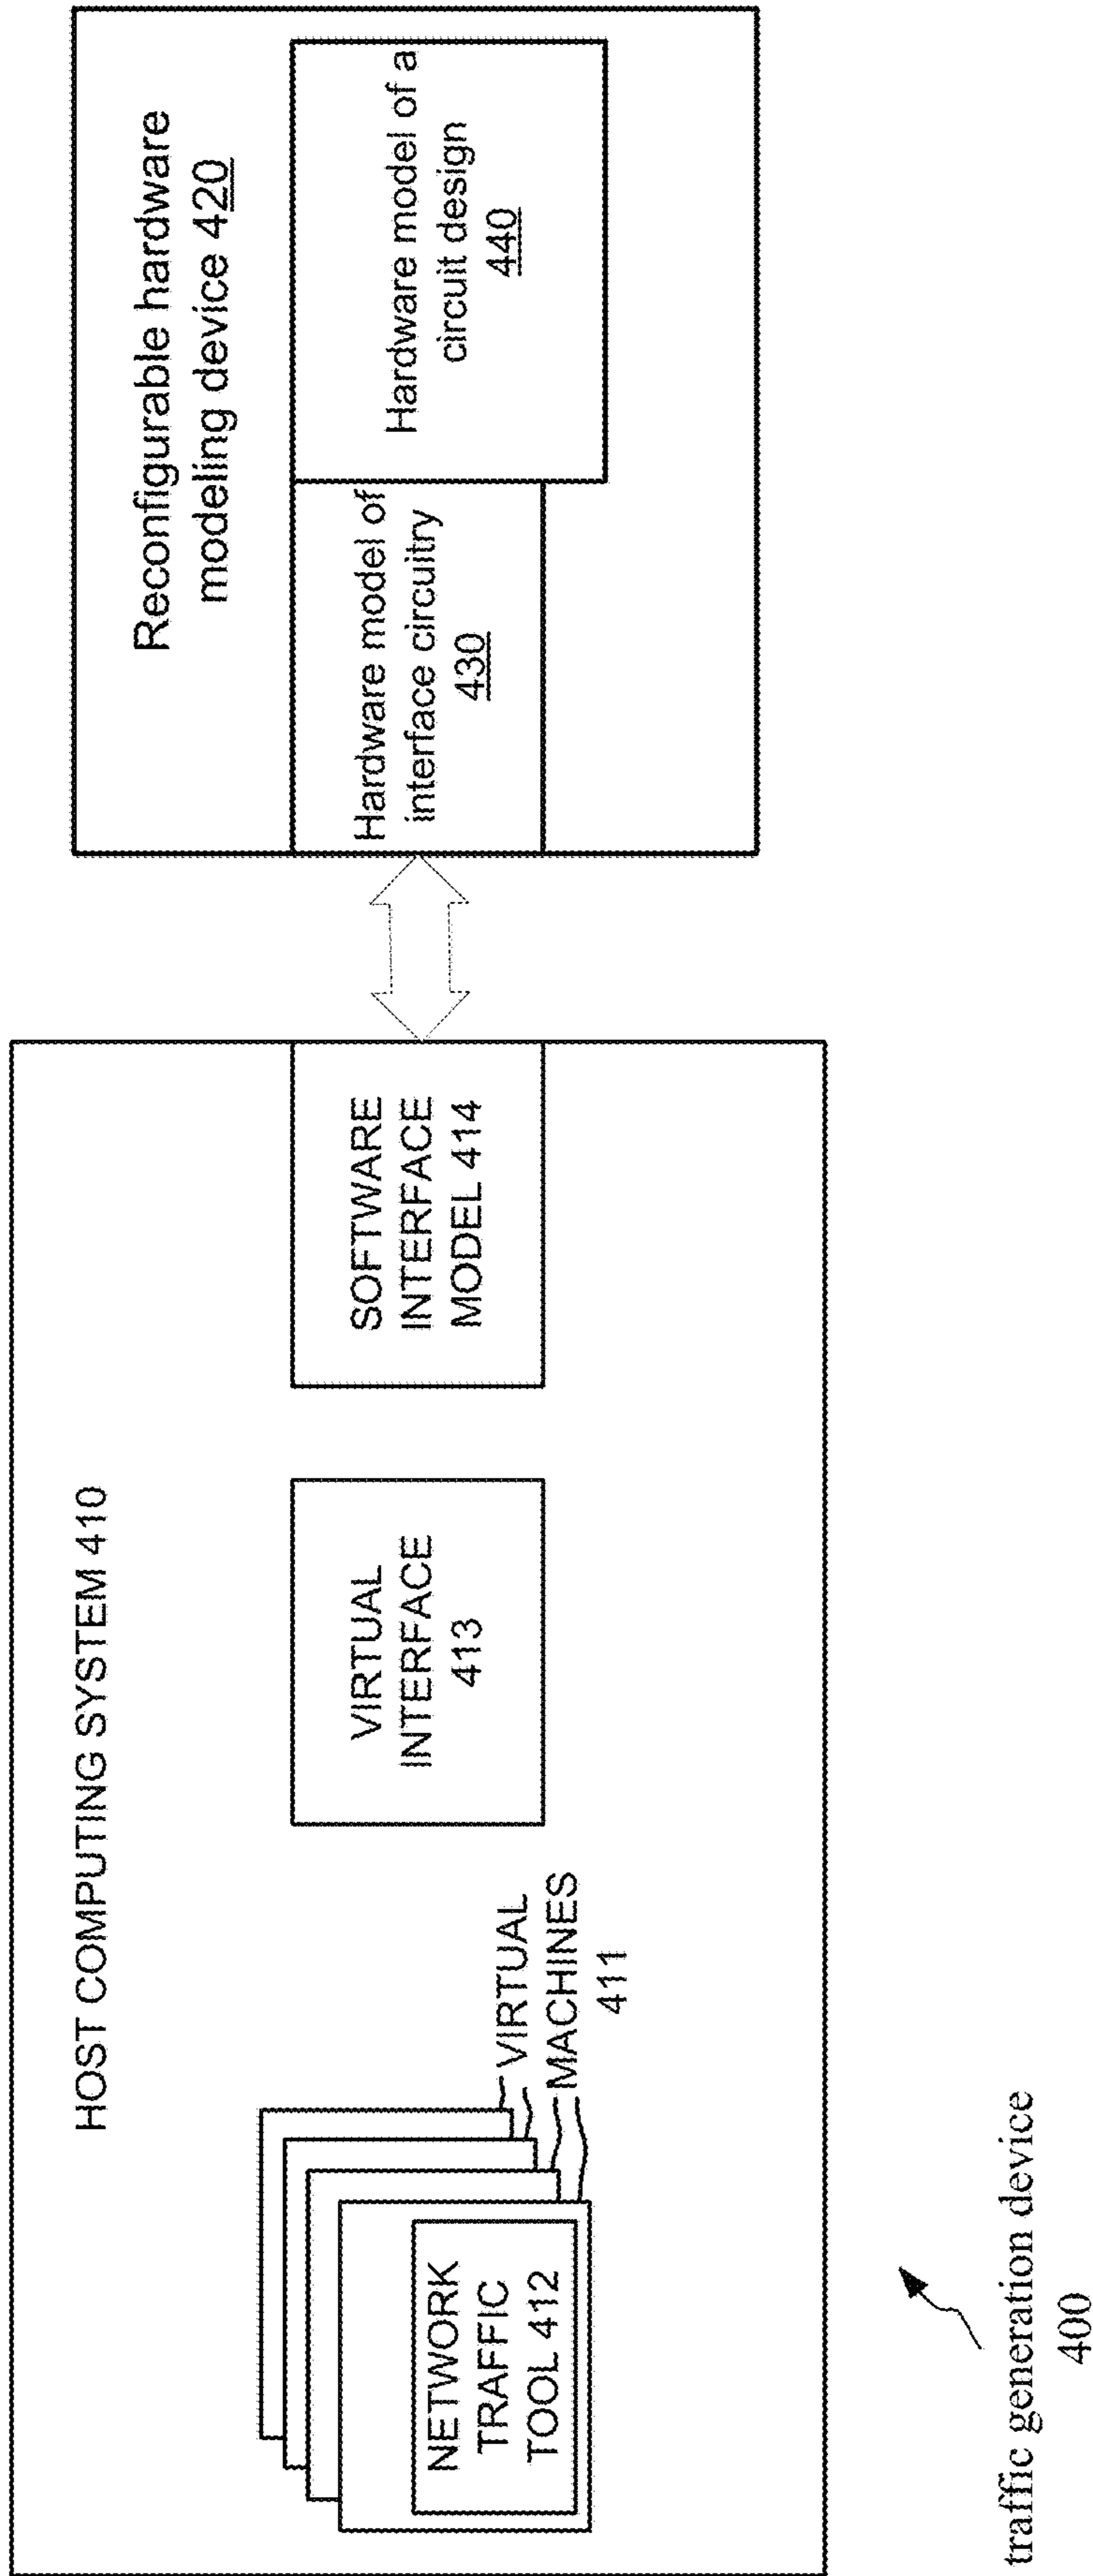 HOST COMPUTING SYSTEM 410
NETWORK
TRAFFIC
TOOL 412
VIRTUAL
MACHINES
411
VIRTUAL
INTERFACE
413
SOFTWARE
INTERFACE
MODEL 414
Reconfigurable hardware
modeling device 420
Hardware model of
interface circuitry
430
Hardware model of a
circuit design
440
traffic generation device
400